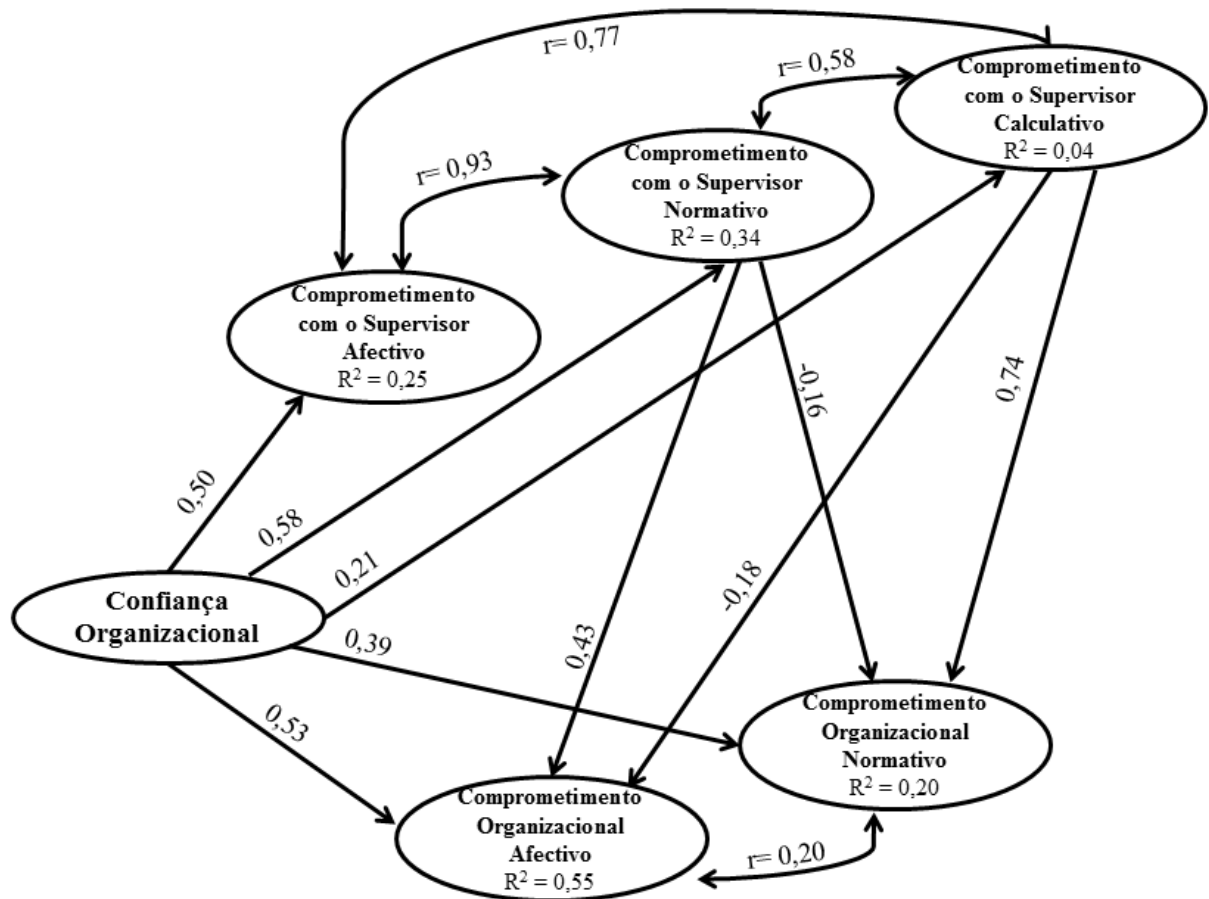 r= 0,77
r= 0,58
Comprometimento
com o Supervisor
Calculativo
R² = 0,04
r= 0,93
Comprometimento
com o Supervisor
Normativo
R² = 0,34
Comprometimento
com o Supervisor
Afectivo
R² = 0,25
-0,16
0,74
0,50
0,58
0,21
-0,18
Confiança
Organizacional
0,39
0,43
0,53
Comprometimento
Organizacional
Normativo
R² = 0,20
Comprometimento
Organizacional
Afectivo
R² = 0,55
r= 0,20